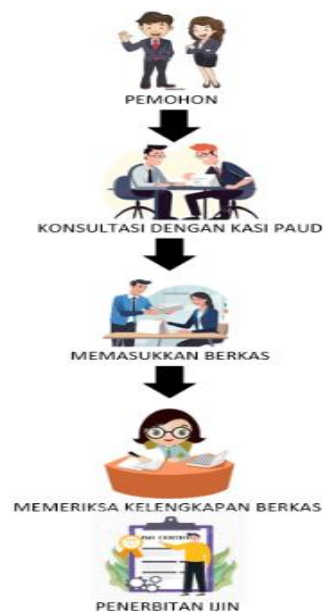 PEMOHON
KONSULTASI DENGAN KASI PAUD
MEMASUKKAN BERKAS
MEMERIKSA KELENGKAPAN BERKAS
PENERBITAN IJIN